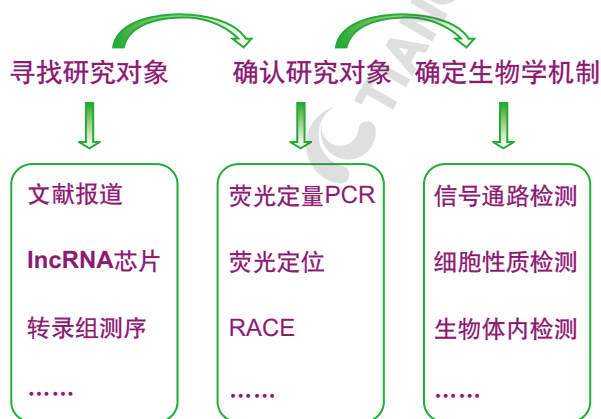 寻找研究对象
确认研究对象
确定生物学机制
文献报道
lncRNA芯片
转录组测序
……
荧光定量PCR
荧光定位
RACE
……
信号通路检测
细胞性质检测
生物体内检测
……